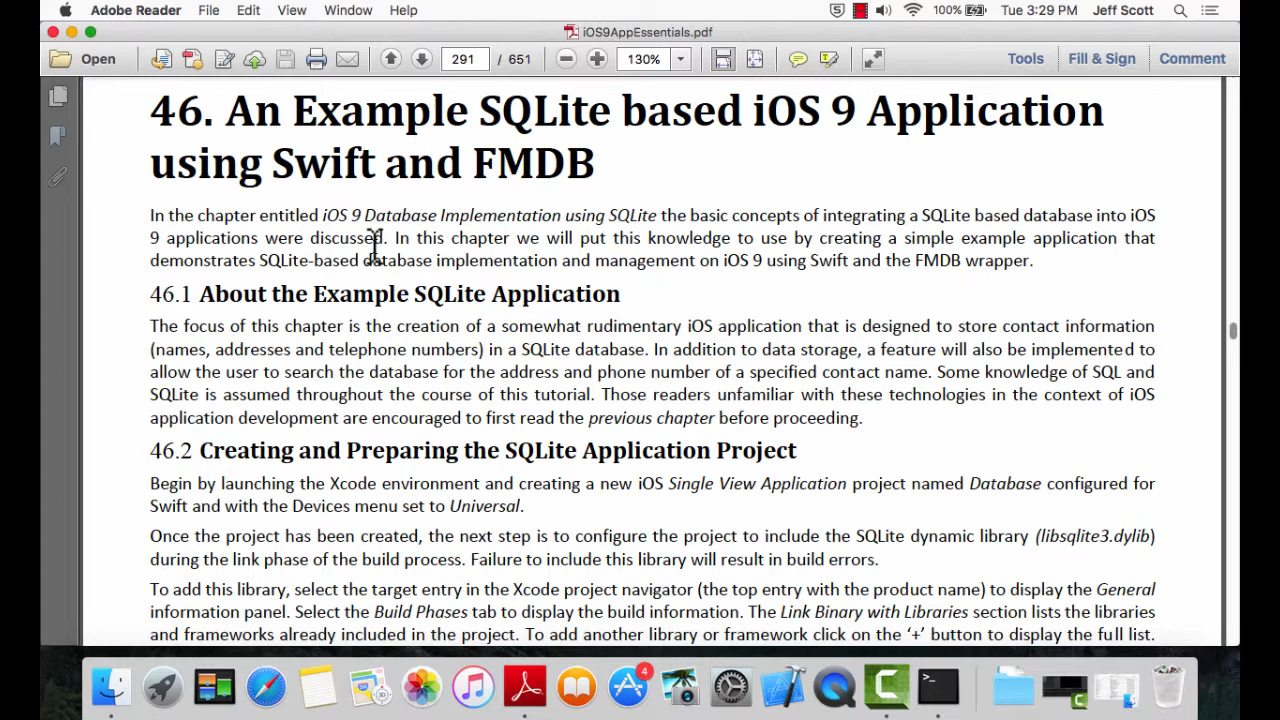 Adobe Reader File Edit View Window Help 100% Tue 3:29 PM Jeff Scott
iOS9AppEssentials.pdf
Open 291 / 651 130% Tools Fill & Sign Comment
46. An Example SQLite based iOS 9 Application
using Swift and FMDB
In the chapter entitled iOS 9 Database Implementation using SQLite the basic concepts of integrating a SQLite based database into iOS
9 applications were discussed. In this chapter we will put this knowledge to use by creating a simple example application that
demonstrates SQLite-based database implementation and management on iOS 9 using Swift and the FMDB wrapper.
46.1 About the Example SQLite Application
The focus of this chapter is the creation of a somewhat rudimentary iOS application that is designed to store contact information
(names, addresses and telephone numbers) in a SQLite database. In addition to data storage, a feature will also be implemented to
allow the user to search the database for the address and phone number of a specified contact name. Some knowledge of SQL and
SQLite is assumed throughout the course of this tutorial. Those readers unfamiliar with these technologies in the context of iOS
application development are encouraged to first read the previous chapter before proceeding.
46.2 Creating and Preparing the SQLite Application Project
Begin by launching the Xcode environment and creating a new iOS Single View Application project named Database configured for
Swift and with the Devices menu set to Universal.
Once the project has been created, the next step is to configure the project to include the SQLite dynamic library (libsqlite3.dylib)
during the link phase of the build process. Failure to include this library will result in build errors.
To add this library, select the target entry in the Xcode project navigator (the top entry with the product name) to display the General
information panel. Select the Build Phases tab to display the build information. The Link Binary with Libraries section lists the libraries
and frameworks already included in the project. To add another library or framework click on the ‘+’ button to display the full list.
4